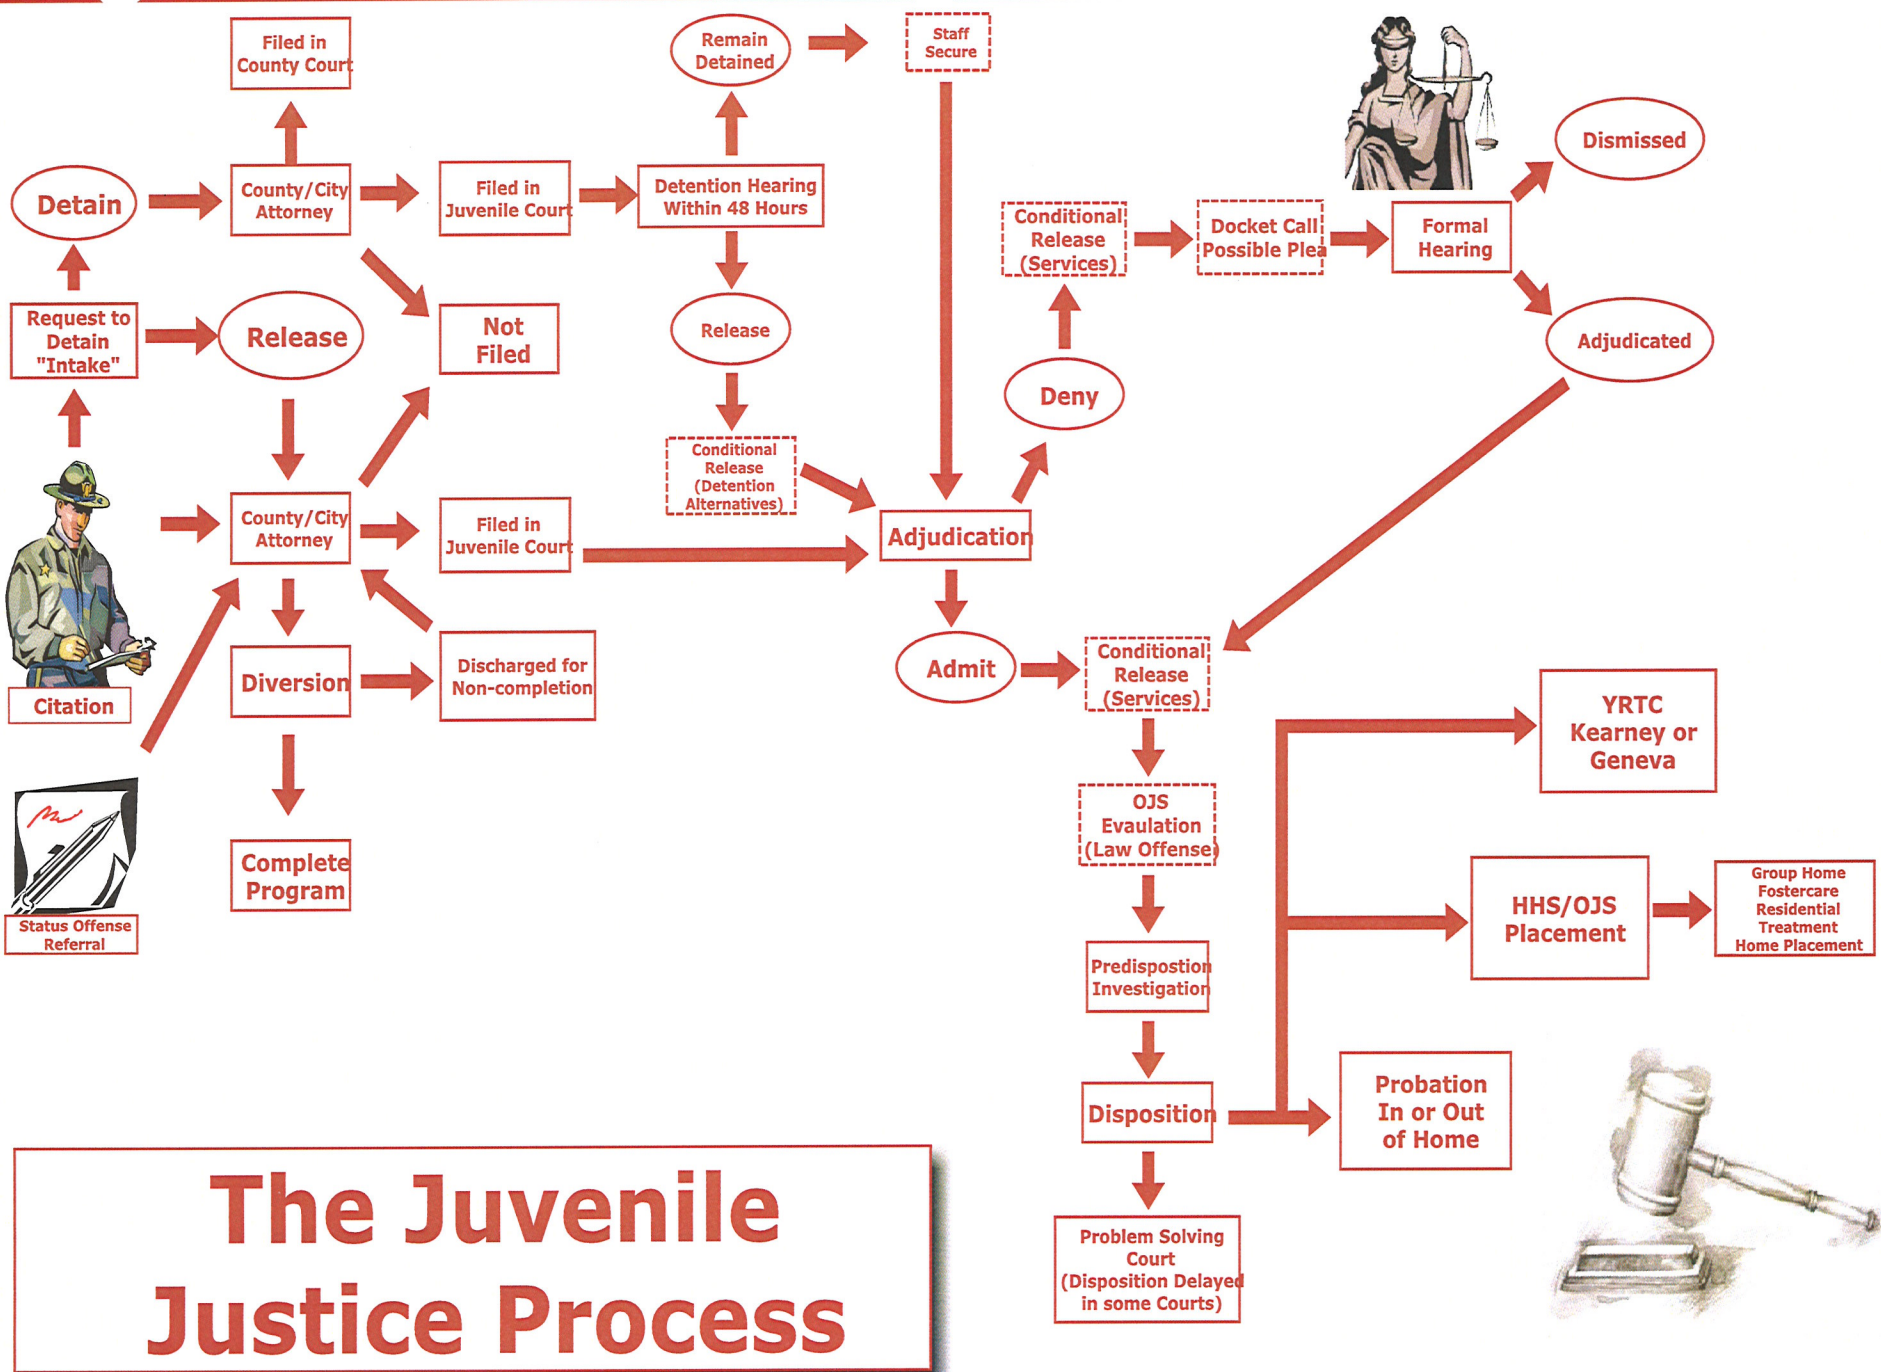 Filed in
County Court
Remain
Detained
Staff
Secure
Dismissed
Detain
County/City
Attorney
Filed in
Juvenile Court
Detention Hearing
Within 48 Hours
Conditional
Release
(Services)
Docket Call
Possible Plea
Formal
Hearing
Request to
Detain
"Intake"
Release
Not
Filed
Release
Adjudicated
Deny
Conditional
Release
(Detention
Alternatives)
County/City
Attorney
Filed in
Juvenile Court
Adjudication
Citation
Diversion
Discharged for
Non-completion
Admit
Conditional
Release
(Services)
YRTC
Kearney or
Geneva
OJS
Evaulation
(Law Offense)
Complete
Program
Status Offense
Referral
HHS/OJS
Placement
Group Home
Fostercare
Residential
Treatment
Home Placement
Predispostion
Investigation
Disposition
Probation
In or Out
of Home
Problem Solving
Court
(Disposition Delayed
in some Courts)
The Juvenile
Justice Process